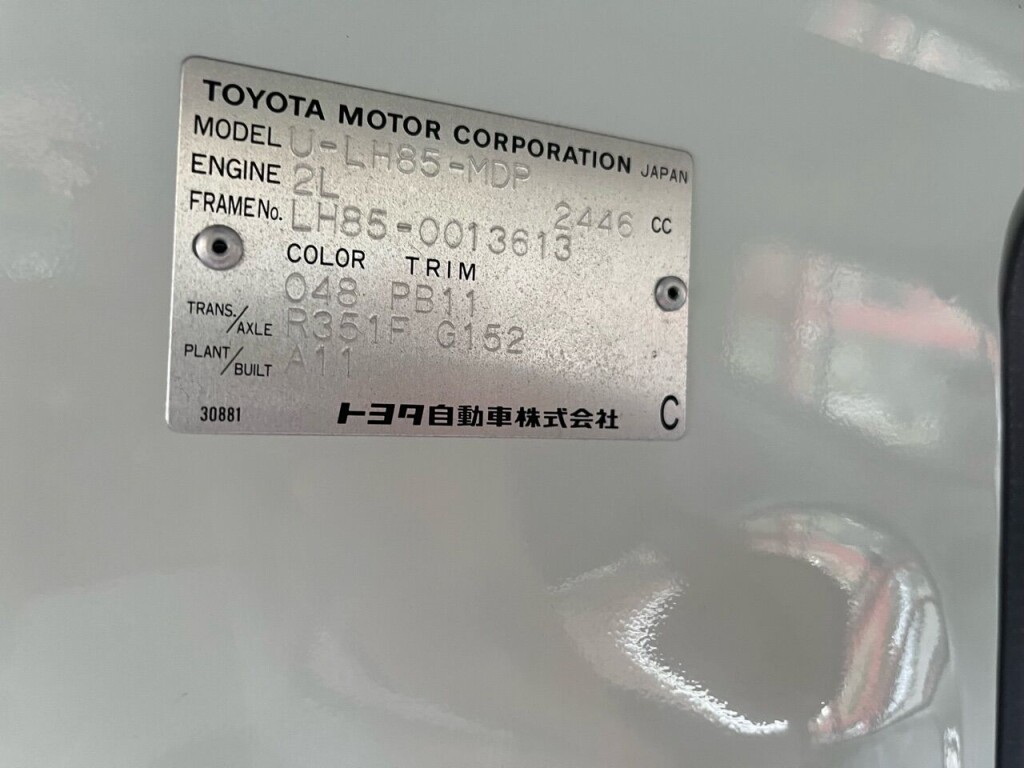 TOYOTA MOTOR CORPORATION JAPAN
MODEL U-LH85-MDP
ENGINE 2L 2446 CC
FRAME No. LH85-0013613
COLOR TRIM
048 PB11
TRANS./AXLE R351F G152
PLANT/BUILT A11
30881 トヨタ自動車株式会社 C